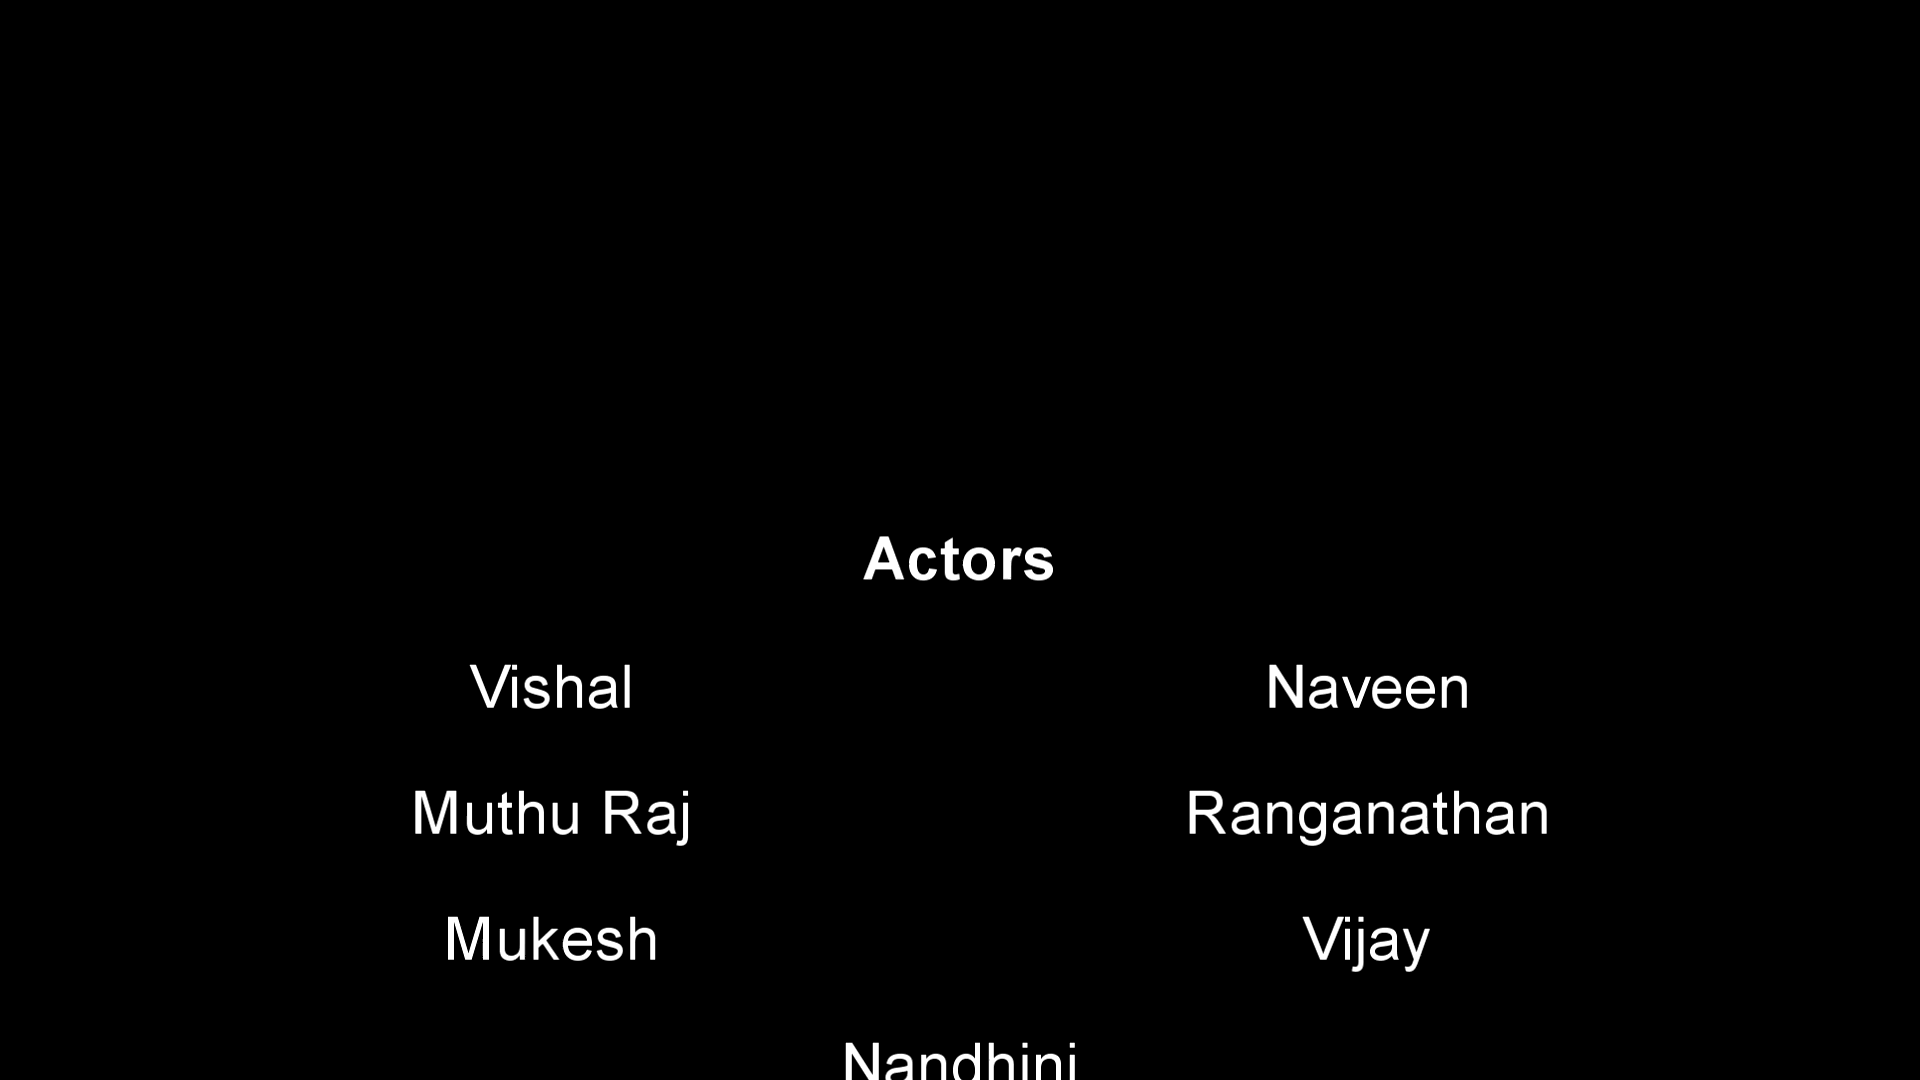 Actors
Vishal Naveen
Muthu Raj Ranganathan
Mukesh Vijay
Nandhini